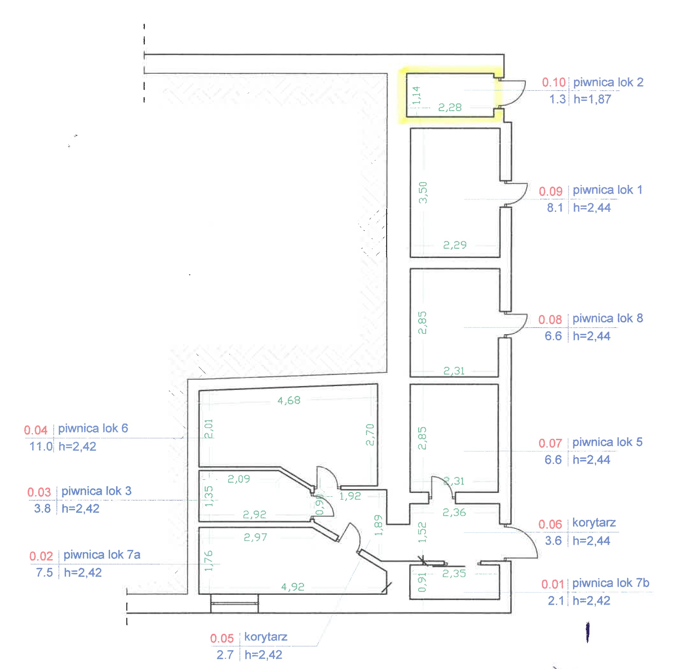 0.10 piwnica lok 2
1.3 h=1,87
1,14
2,28
0.09 piwnica lok 1
8.1 h=2,44
3,50
2,29
0.08 piwnica lok 8
6.6 h=2,44
2,85
2,31
4,68
0.04 piwnica lok 6
11.0 h=2,42
2,01
2,70
2,85
0.07 piwnica lok 5
6.6 h=2,44
2,31
2,09
0.03 piwnica lok 3
3.8 h=2,42
1,35
2,92
1,92
2,36
1,89
1,52
0.06 korytarz
3.6 h=2,44
2,97
0.02 piwnica lok 7a
7.5 h=2,42
1,76
4,92
0,91
2,35
0.01 piwnica lok 7b
2.1 h=2,42
0.05 korytarz
2.7 h=2,42